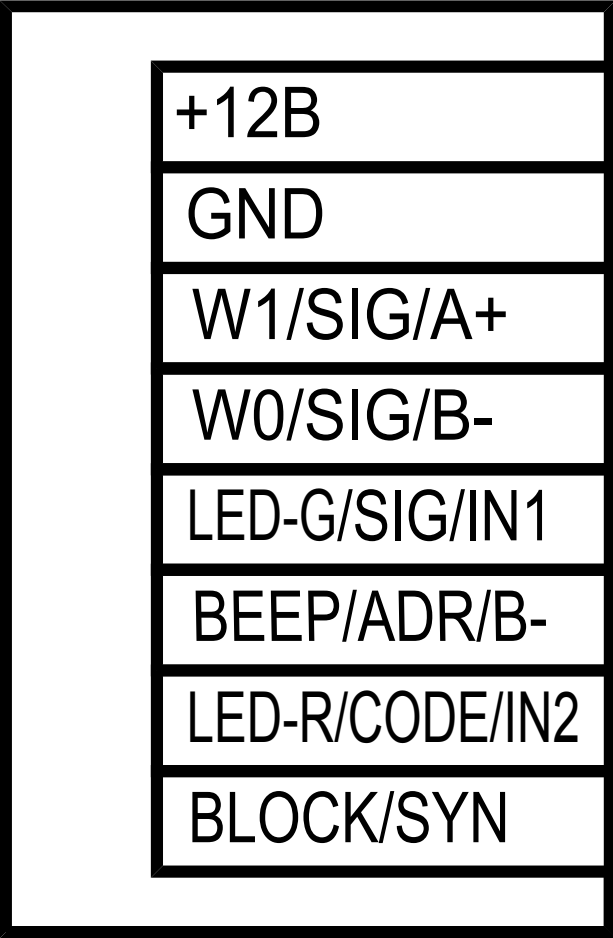 +12B
GND
W1/SIG/A+
W0/SIG/B-
LED-G/SIG/IN1
BEEP/ADR/B-
LED-R/CODE/IN2
BLOCK/SYN